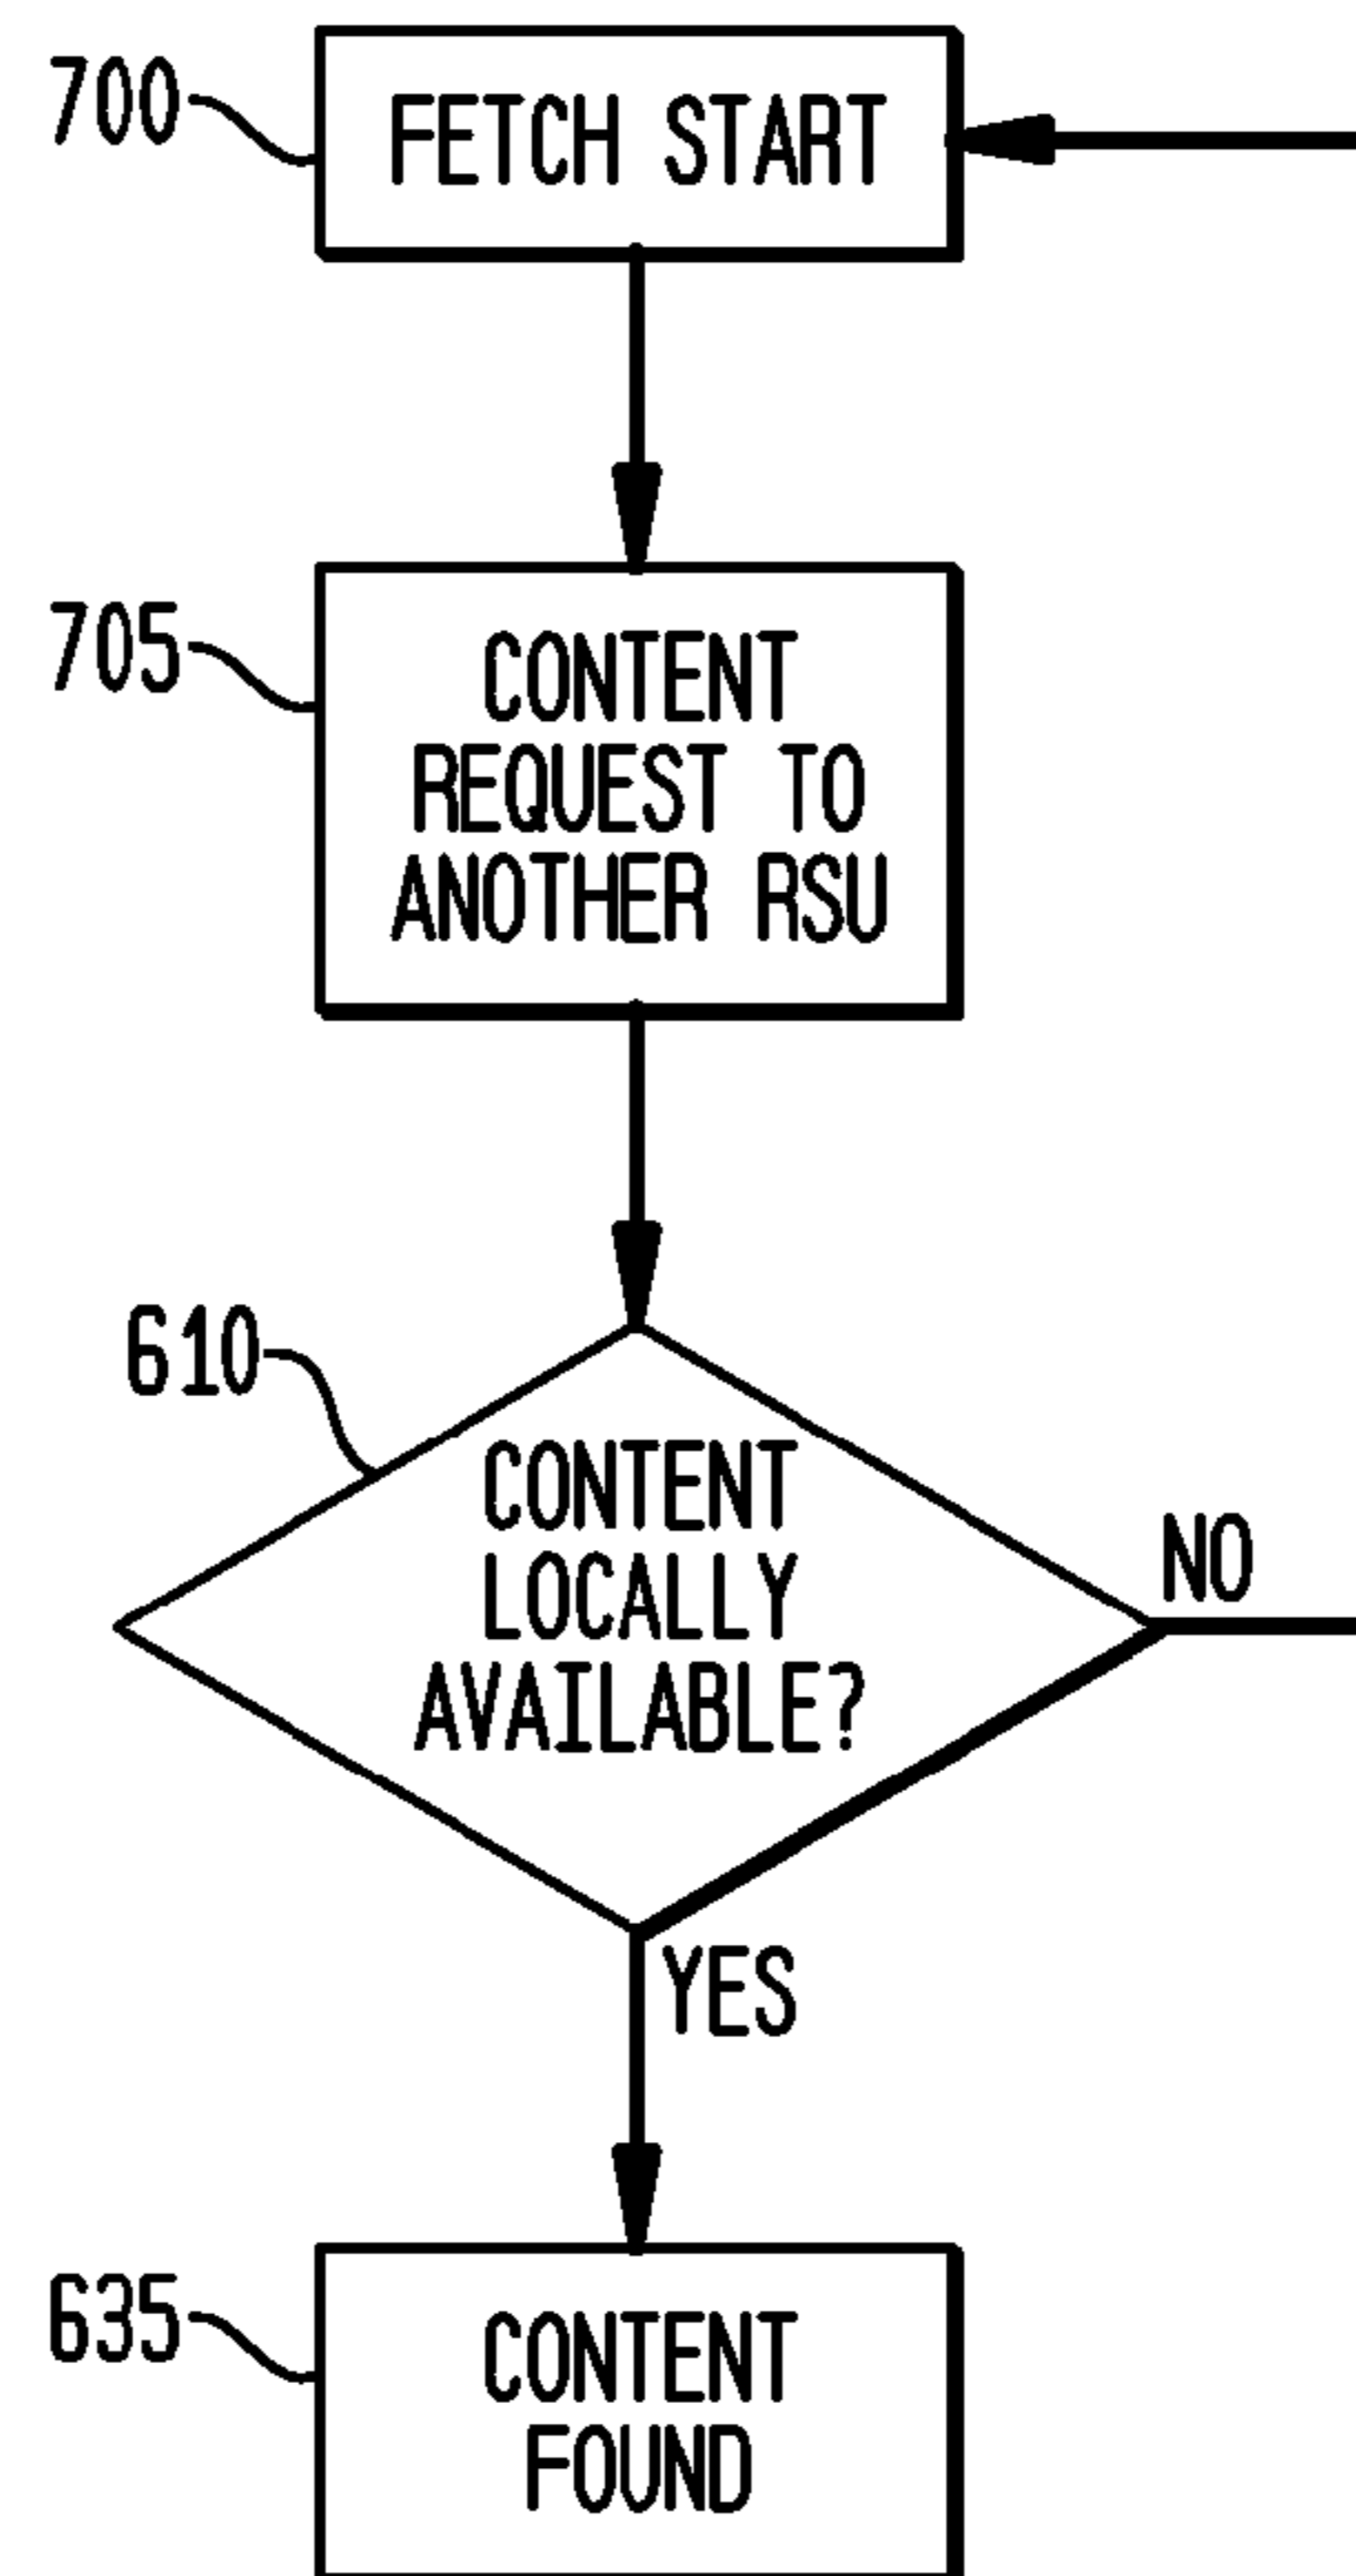 700
FETCH START
705
CONTENT
REQUEST TO
ANOTHER RSU
610
CONTENT
LOCALLY
AVAILABLE?
NO
YES
635
CONTENT
FOUND